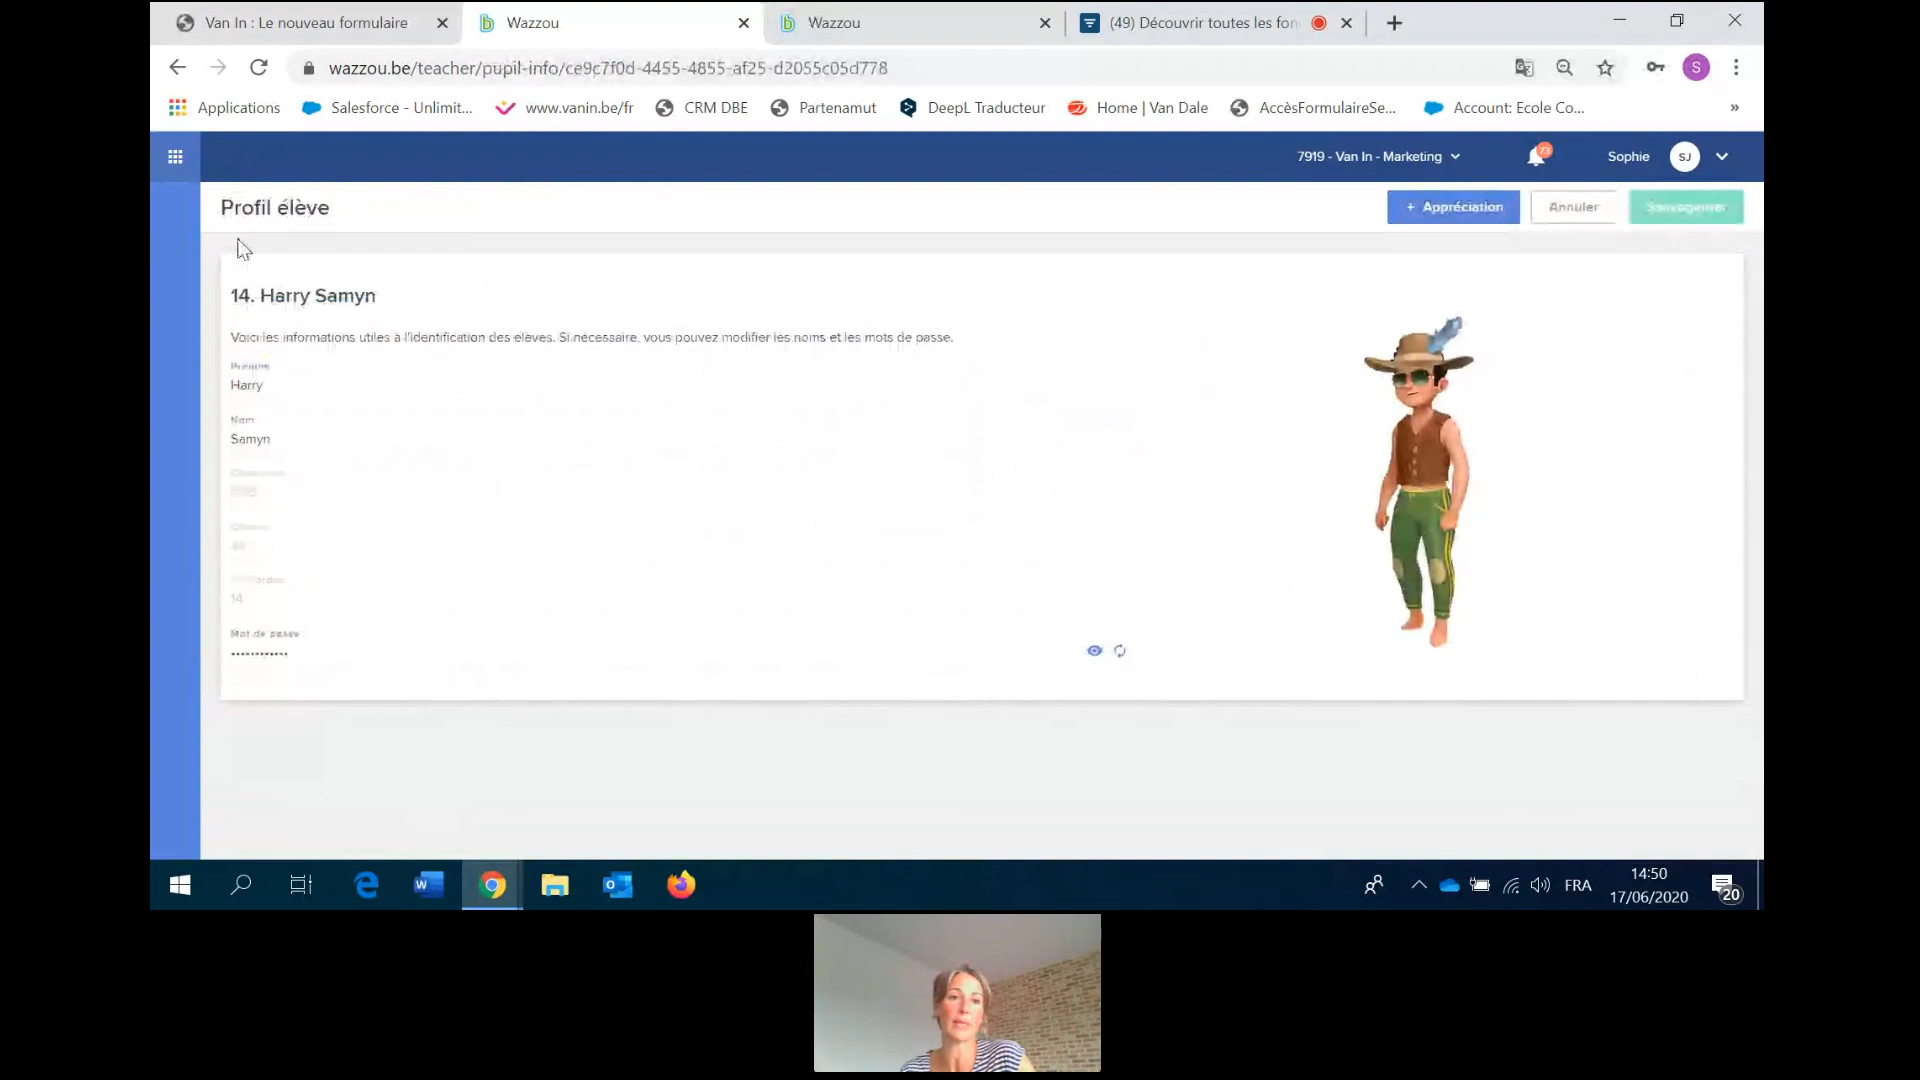 Van In : Le nouveau formulaire
Wazzou
Wazzou
(49) Découvrir toutes les fon
wazzou.be/teacher/pupil-info/ce9c7f0d-4455-4855-af25-d2055c05d778
S
Applications
Salesforce - Unlimit...
www.vanin.be/fr
CRM DBE
Partenamut
DeepL Traducteur
Home | Van Dale
AccèsFormulaireSe...
Account: Ecole Co...
»
7919 - Van In - Marketing
73
Sophie
SJ
Profil élève
+ Appréciation
Annuler
Sauvegarder
14. Harry Samyn
Voici les informations utiles à l'identification des élèves. Si nécessaire, vous pouvez modifier les noms et les mots de passe.
Prénom
Harry
Nom
Samyn
14
Mot de passe
••••••••••••
FRA
14:50
17/06/2020
20